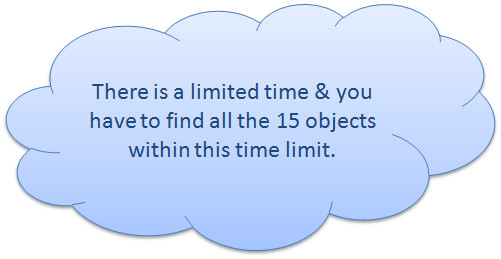 There is a limited time & you
have to find all the 15 objects
within this time limit.